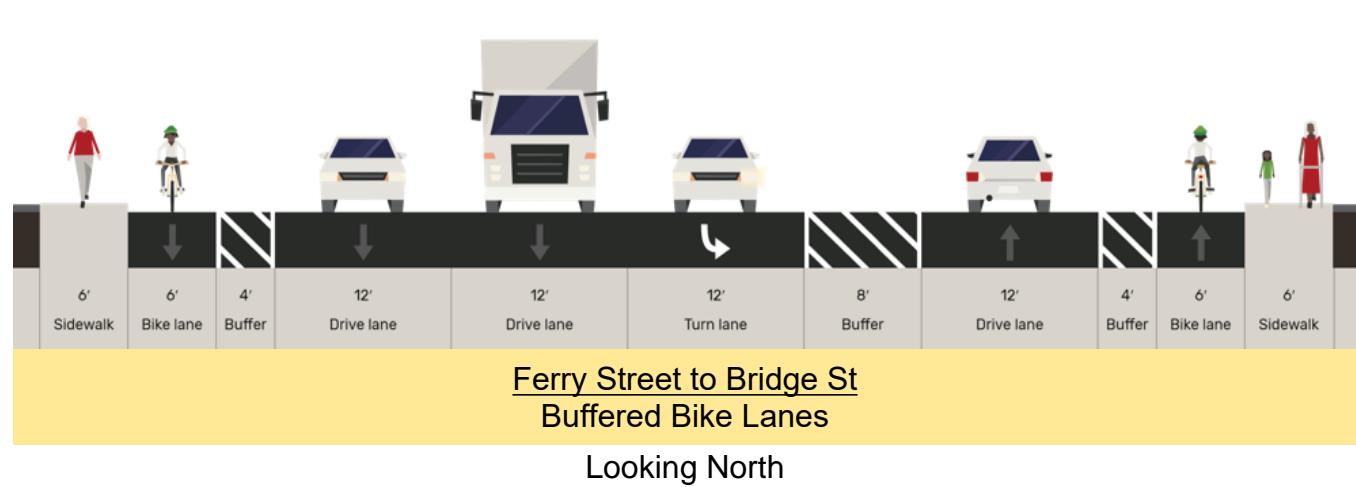 6′ 6′ 4′ 12′ 12′ 12′ 8′ 12′ 4′ 6′ 6′
Sidewalk Bike lane Buffer Drive lane Drive lane Turn lane Buffer Drive lane Buffer Bike lane Sidewalk
Ferry Street to Bridge St
Buffered Bike Lanes
Looking North